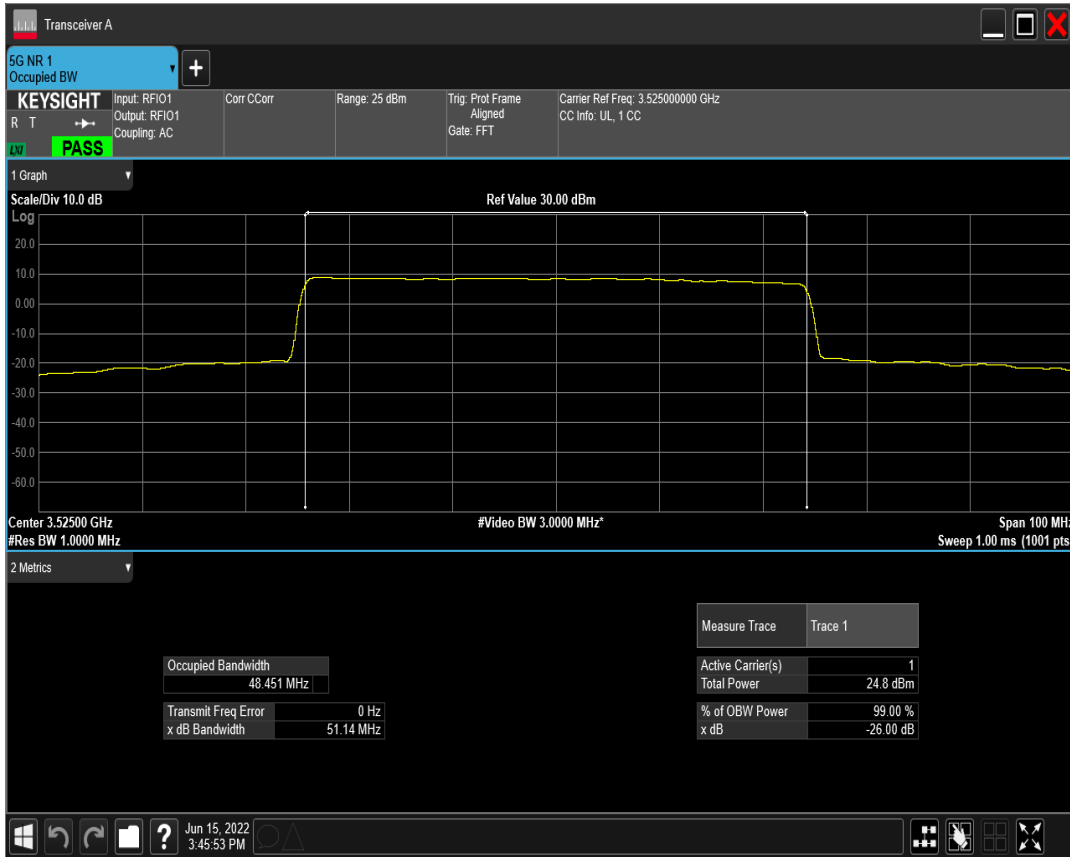 Transceiver A
5G NR 1
Occupied BW
KEYSIGHT
R T
LXI
PASS
Input: RFIO1
Output: RFIO1
Coupling: AC
Corr CCorr
Range: 25 dBm
Trig: Prot Frame
Aligned
Gate: FFT
Carrier Ref Freq: 3.525000000 GHz
CC Info: UL, 1 CC
1 Graph
Scale/Div 10.0 dB
Ref Value 30.00 dBm
Log
20.0
10.0
0.00
-10.0
-20.0
-30.0
-40.0
-50.0
-60.0
Center 3.52500 GHz
#Video BW 3.0000 MHz*
Span 100 MHz
#Res BW 1.0000 MHz
Sweep 1.00 ms (1001 pts
2 Metrics
Measure Trace Trace 1
Occupied Bandwidth
48.451 MHz
Active Carrier(s) 1
Total Power 24.8 dBm
Transmit Freq Error 0 Hz
x dB Bandwidth 51.14 MHz
% of OBW Power 99.00 %
x dB -26.00 dB
?
Jun 15, 2022
3:45:53 PM